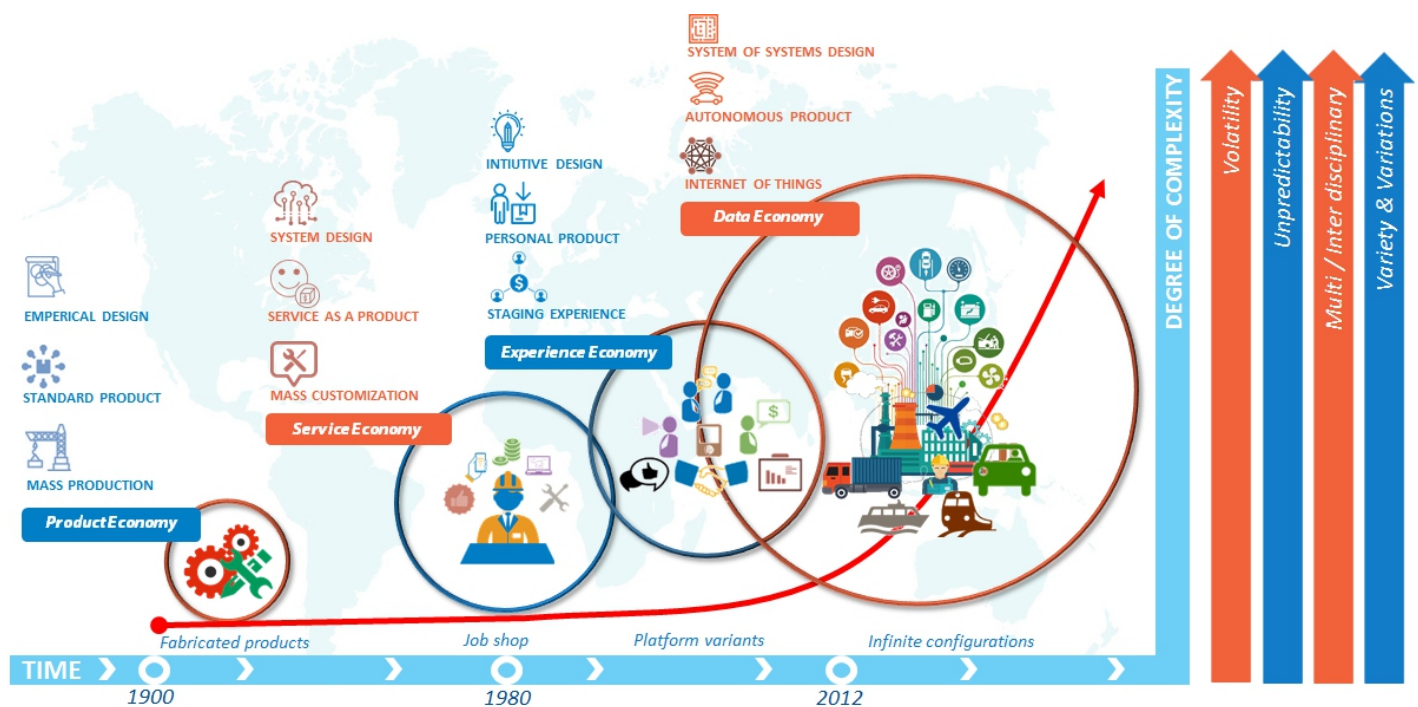 SYSTEM OF SYSTEMS DESIGN
AUTONOMOUS PRODUCT
INTERNET OF THINGS
Data Economy
INTIUTIVE DESIGN
PERSONAL PRODUCT
STAGING EXPERIENCE
Experience Economy
SYSTEM DESIGN
SERVICE AS A PRODUCT
MASS CUSTOMIZATION
Service Economy
EMPERICAL DESIGN
STANDARD PRODUCT
MASS PRODUCTION
Product Economy
$
$
Fabricated products
Job shop
Platform variants
Infinite configurations
TIME
1900
1980
2012
DEGREE OF COMPLEXITY
Volatility
Unpredictability
Multi / Inter disciplinary
Variety & Variations